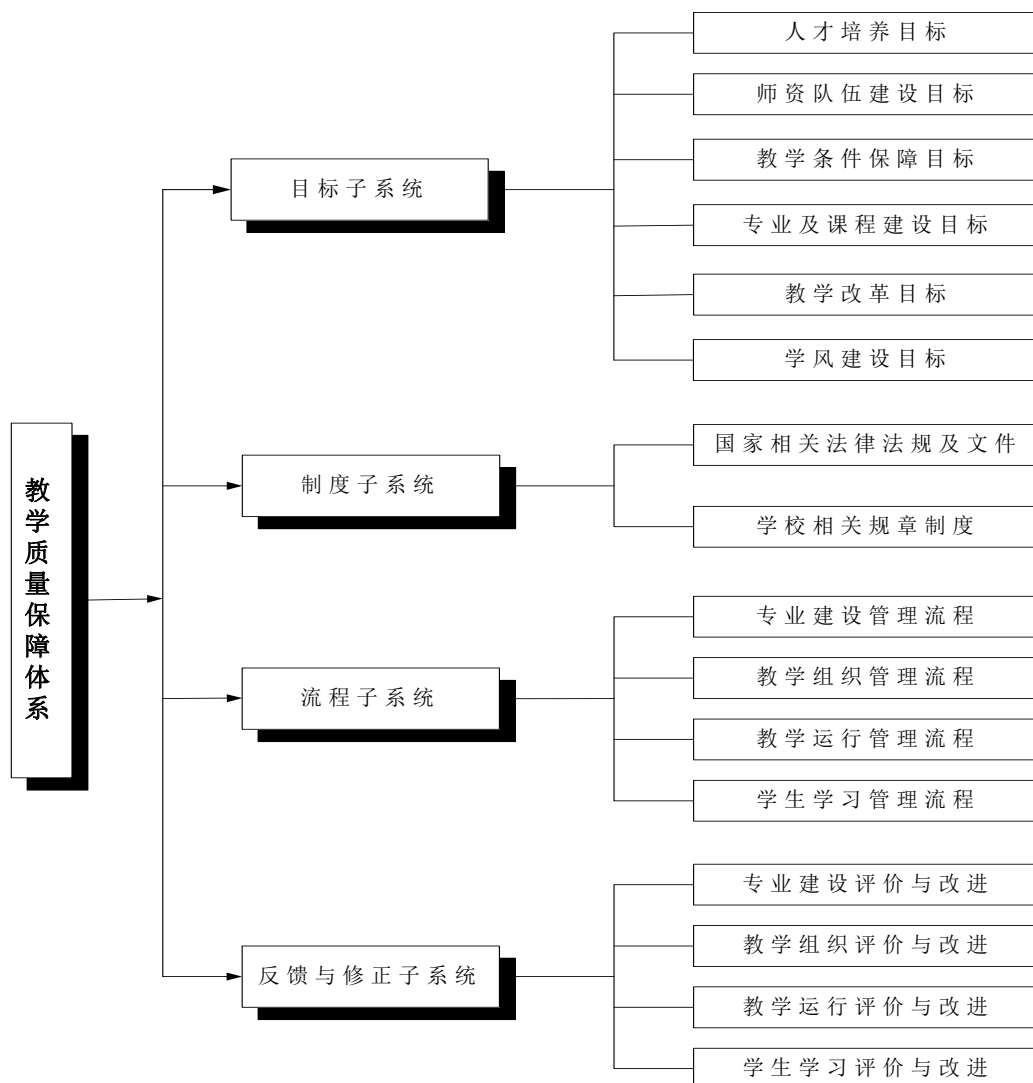 教学质量保障体系
目标子系统
人才培养目标
师资队伍建设目标
教学条件保障目标
专业及课程建设目标
教学改革目标
学风建设目标
制度子系统
国家相关法律法规及文件
学校相关规章制度
流程子系统
专业建设管理流程
教学组织管理流程
教学运行管理流程
学生学习管理流程
反馈与修正子系统
专业建设评价与改进
教学组织评价与改进
教学运行评价与改进
学生学习评价与改进